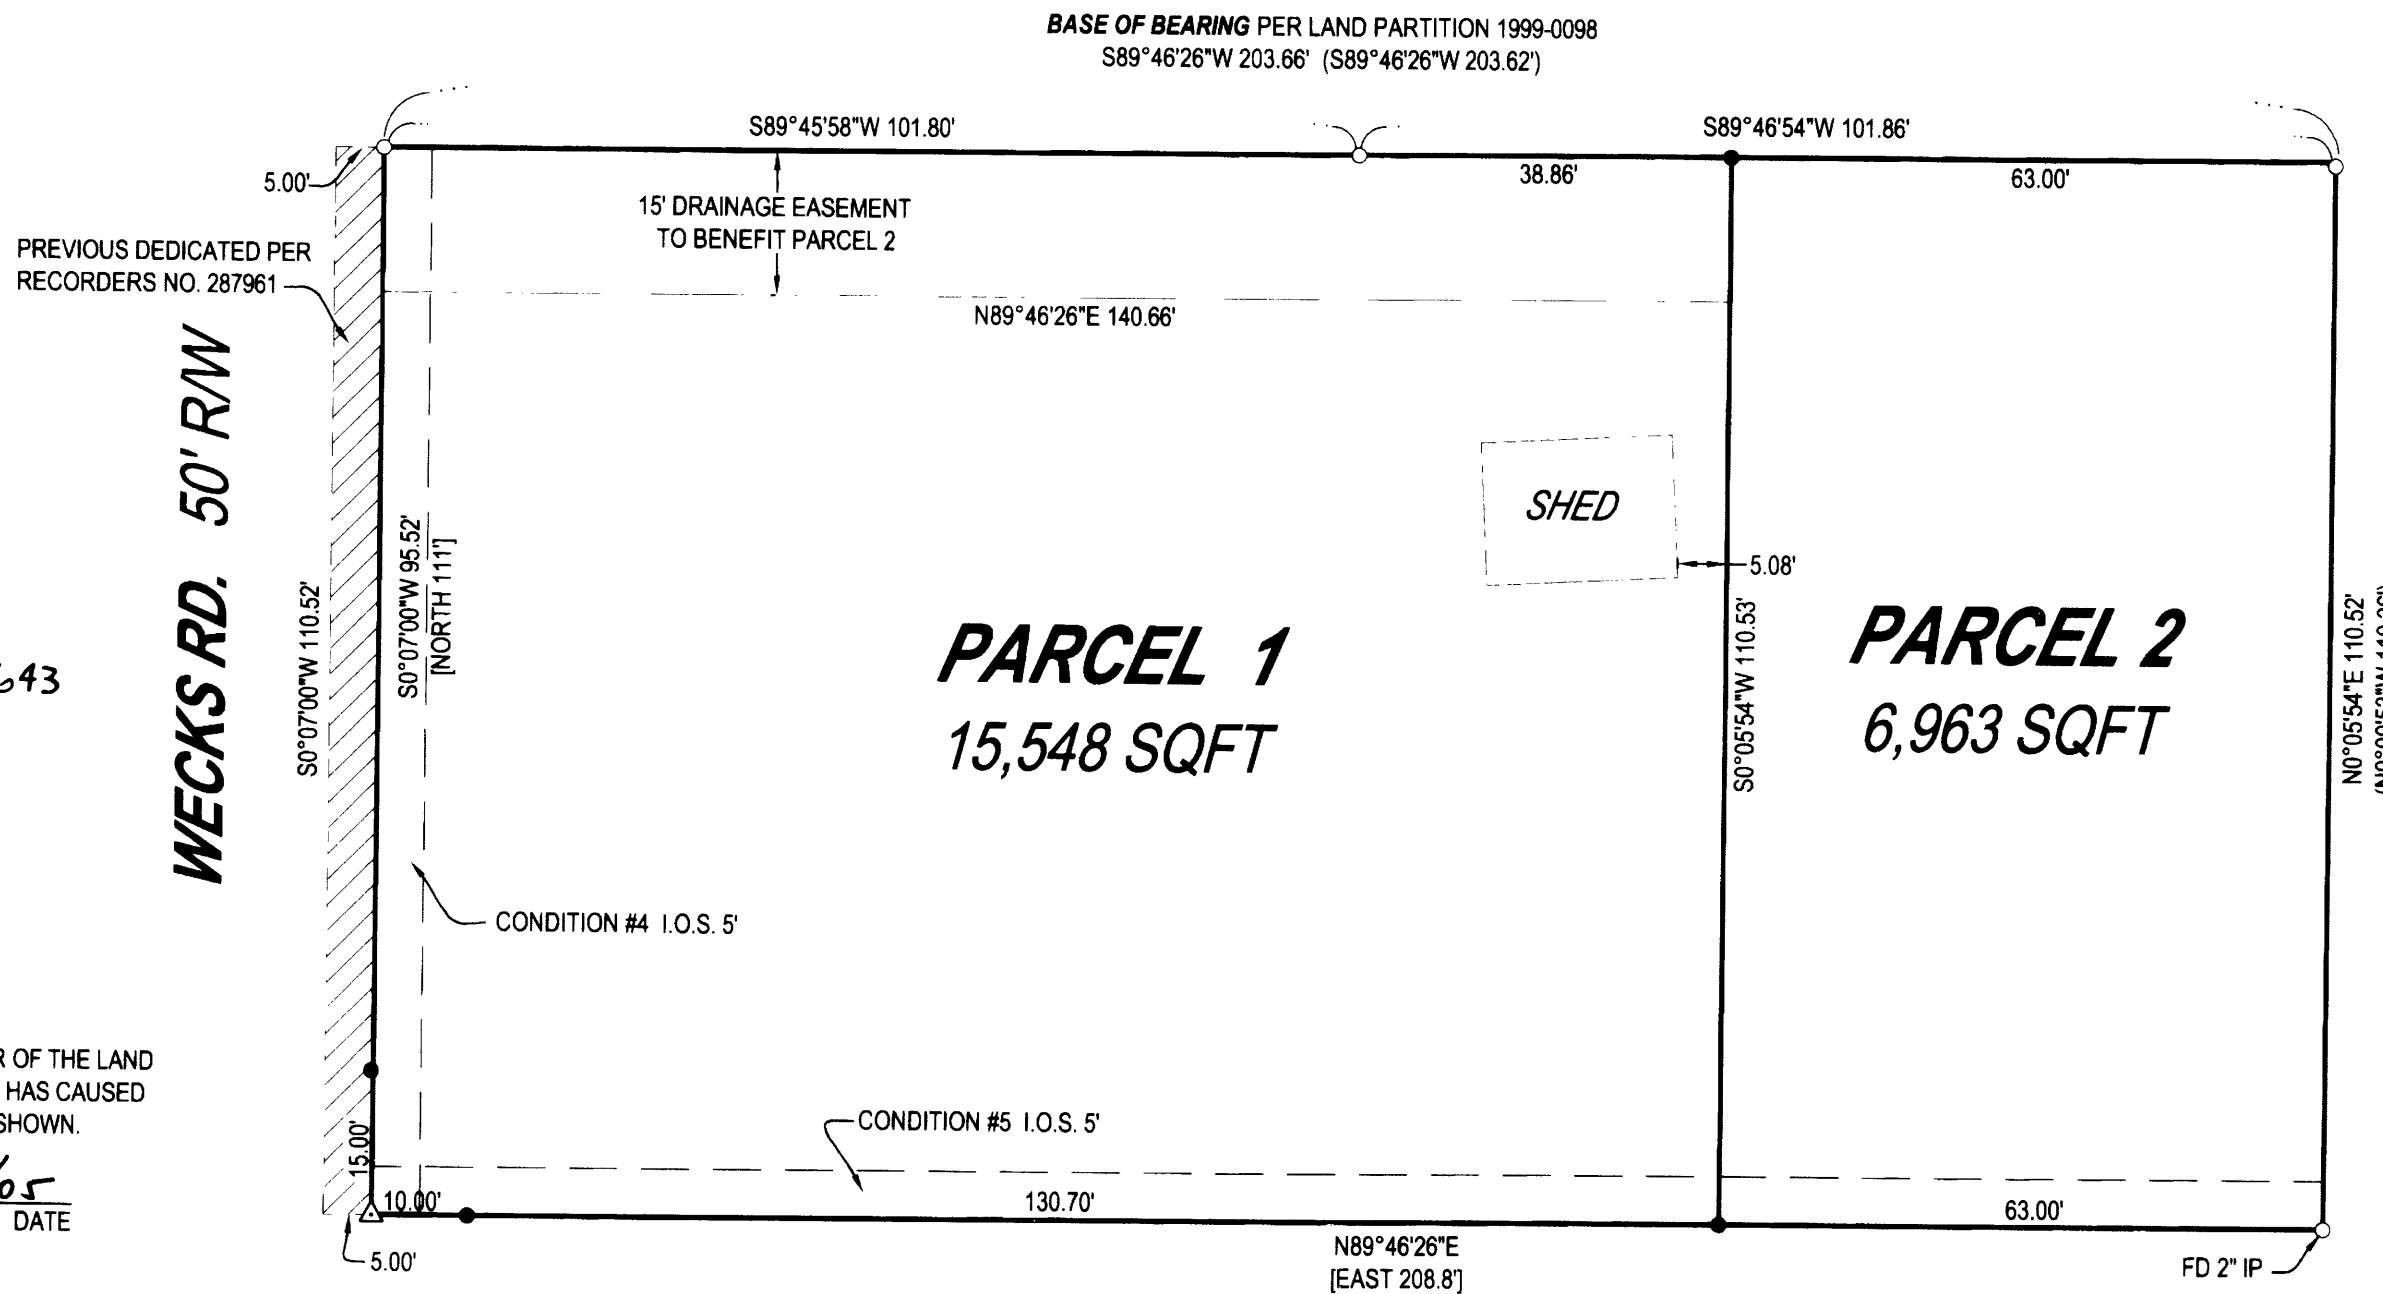 BASE OF BEARING PER LAND PARTITION 1999-0098
S89°46'26"W 203.66' (S89°46'26"W 203.62')
S89°45'58"W 101.80'
S89°46'54"W 101.86'
5.00'
38.86'
63.00'
15' DRAINAGE EASEMENT
TO BENEFIT PARCEL 2
PREVIOUS DEDICATED PER
RECORDERS NO. 287961
N89°46'26"E 140.66'
WECKS RD. 50' R/W
S0°07'00"W 110.52'
S0°07'00"W 95.52'
[NORTH 111']
SHED
5.08'
PARCEL 1
15,548 SQFT
S0°05'54"W 110.53'
PARCEL 2
6,963 SQFT
N0°05'54"E 110.52'
643
CONDITION #4 I.O.S. 5'
OF THE LAND
HAS CAUSED
SHOWN.
05
DATE
CONDITION #5 I.O.S. 5'
15.00'
10.00'
130.70'
63.00'
5.00'
N89°46'26"E
[EAST 208.8']
FD 2" IP